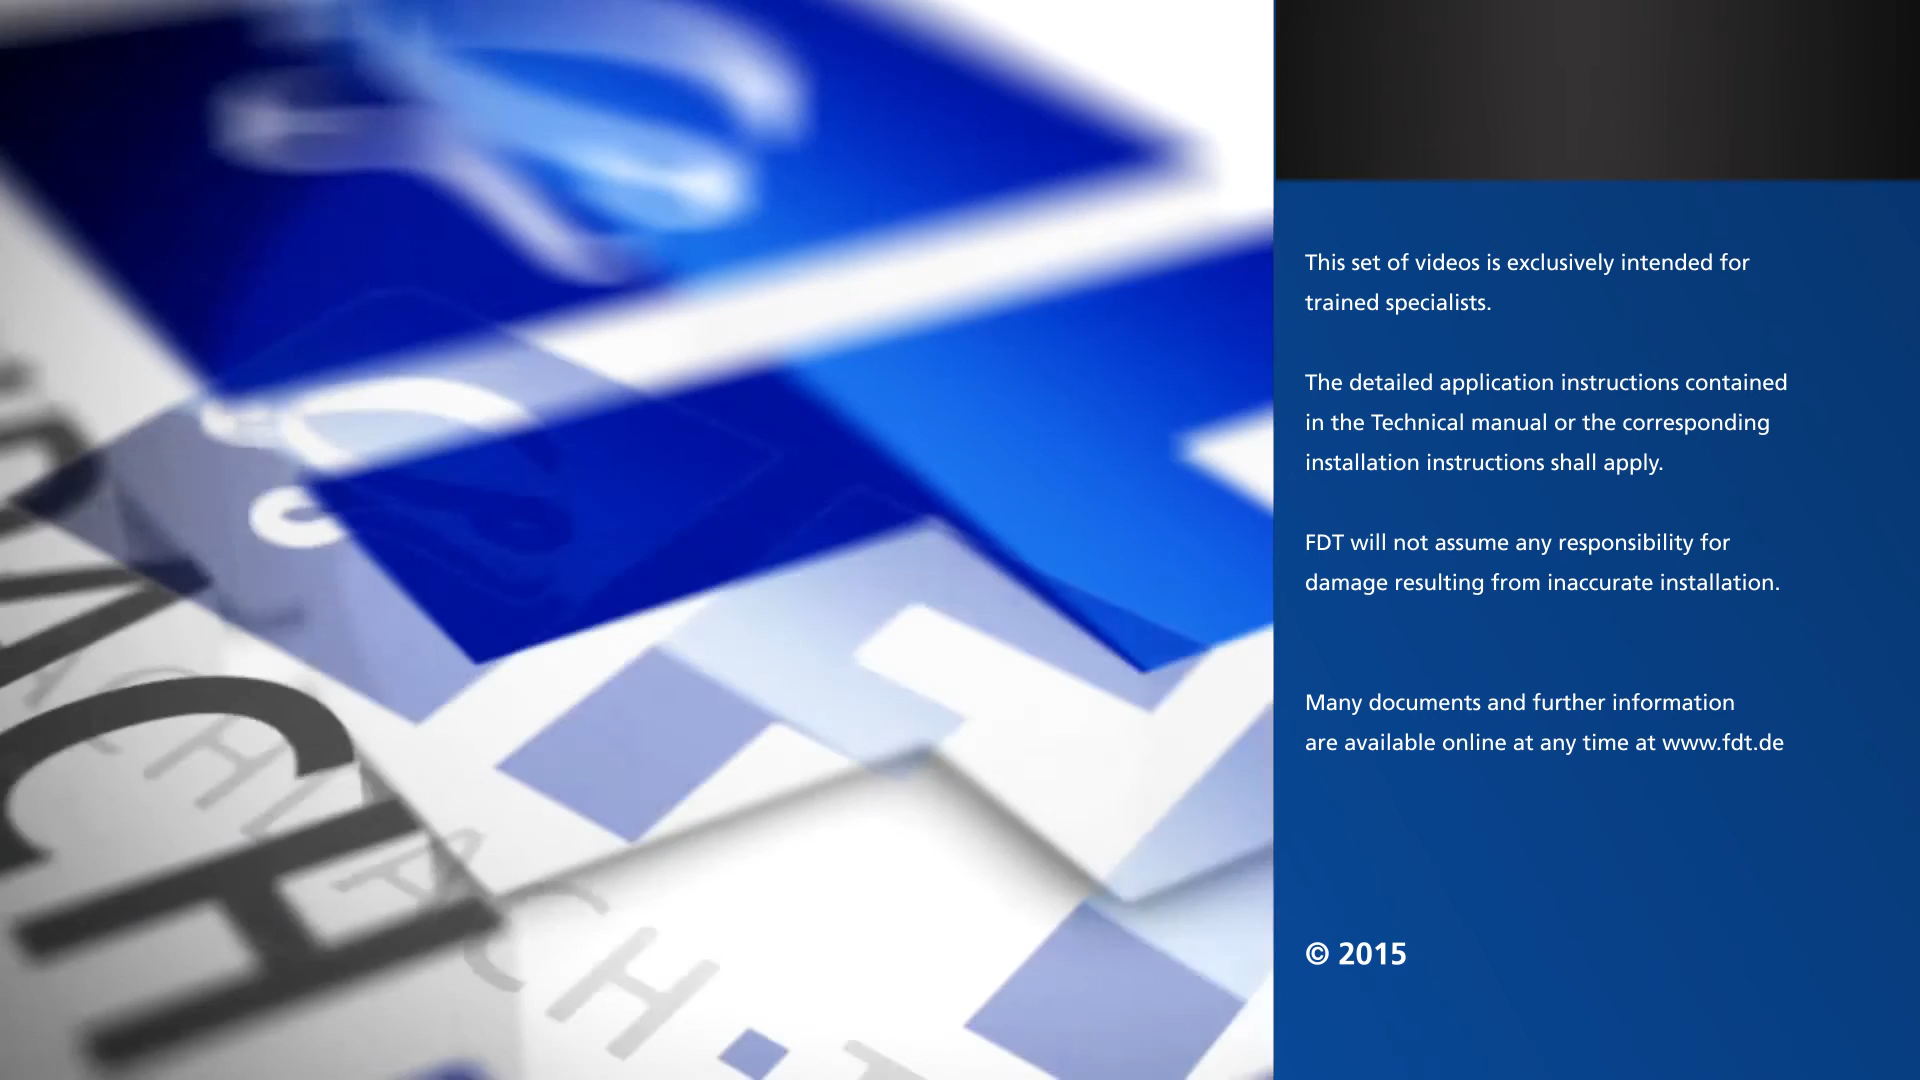 This set of videos is exclusively intended for
trained specialists.
The detailed application instructions contained
in the Technical manual or the corresponding
installation instructions shall apply.
FDT will not assume any responsibility for
damage resulting from inaccurate installation.
Many documents and further information
are available online at any time at www.fdt.de
© 2015